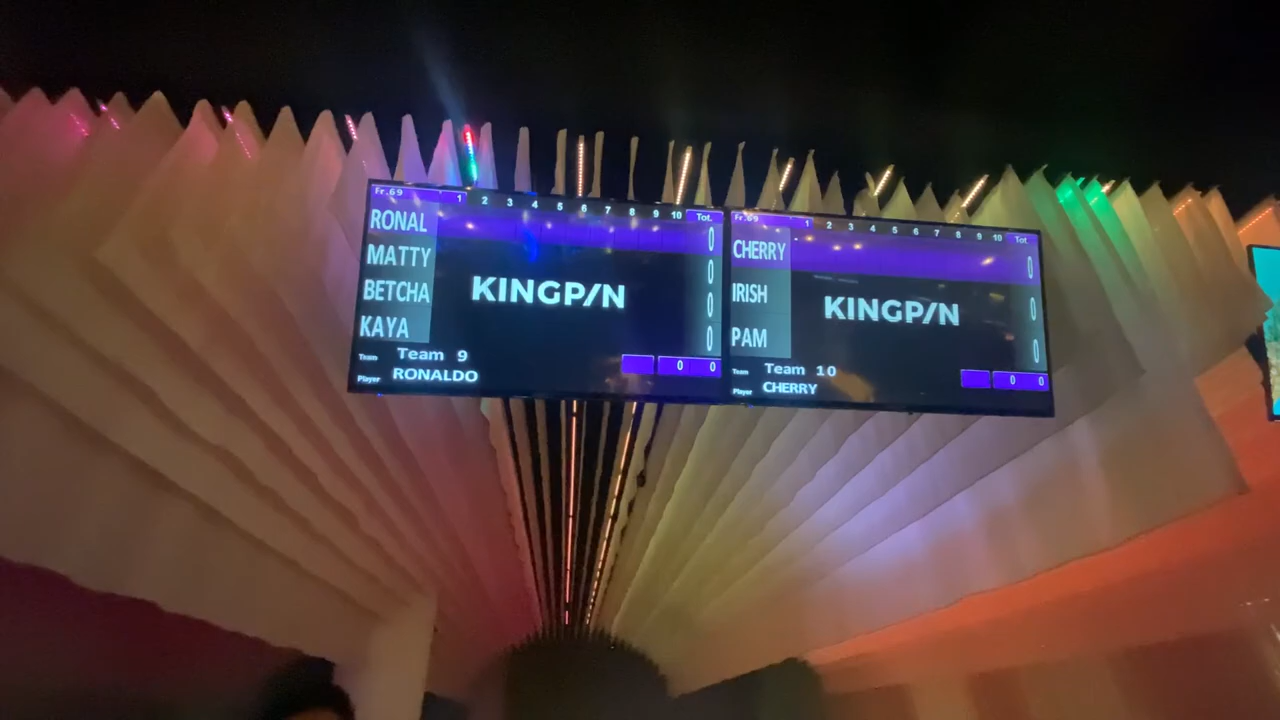 Fr.69 1 2 3 4 5 6 7 8 9 10 Tot.
RONAL 0
MATTY 0
BETCHA 0
KAYA 0
KINGP/N
Team Team 9 0 0
Player RONALDO
Fr.69 1 2 3 4 5 6 7 8 9 10 Tot
CHERRY 0
IRISH 0
PAM 0
KINGP/N
Team Team 10 0 0
Player CHERRY